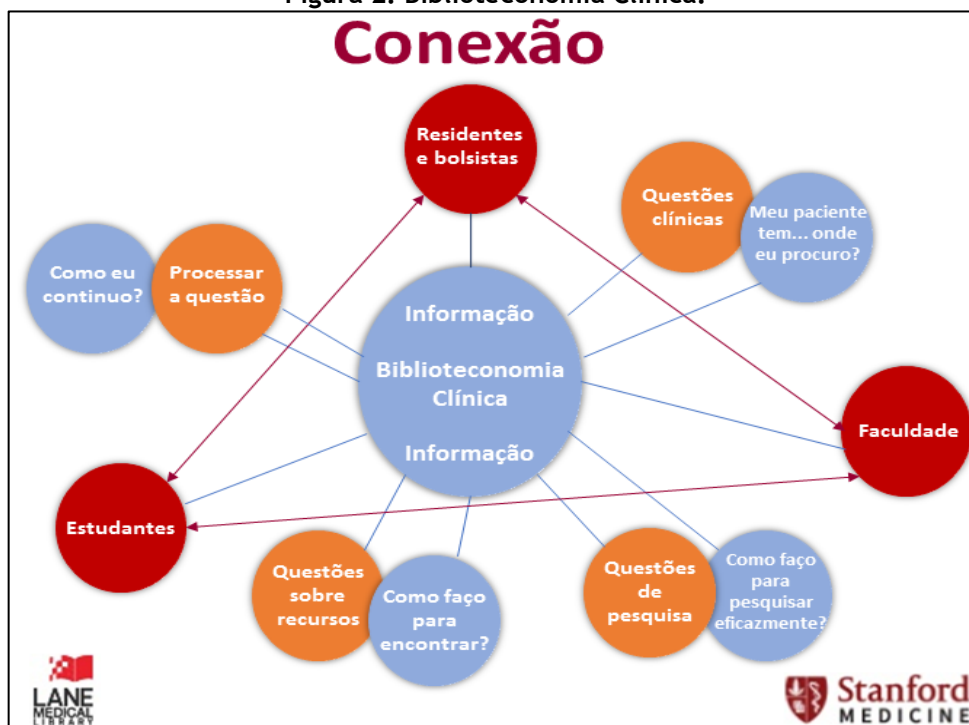 Figura 2. Biblioteconomia Clínica.
Conexão
Residentes
e bolsistas
Questões
clínicas
Meu paciente
tem... onde
eu procuro?
Como eu
continuo?
Processar
a questão
Informação
Biblioteconomia
Clínica
Informação
Faculdade
Estudantes
Questões
sobre
recursos
Como faço
para
encontrar?
Questões
de
pesquisa
Como faço
para
pesquisar
eficazmente?
LANE
MEDICAL
LIBRARY
Stanford
MEDICINE